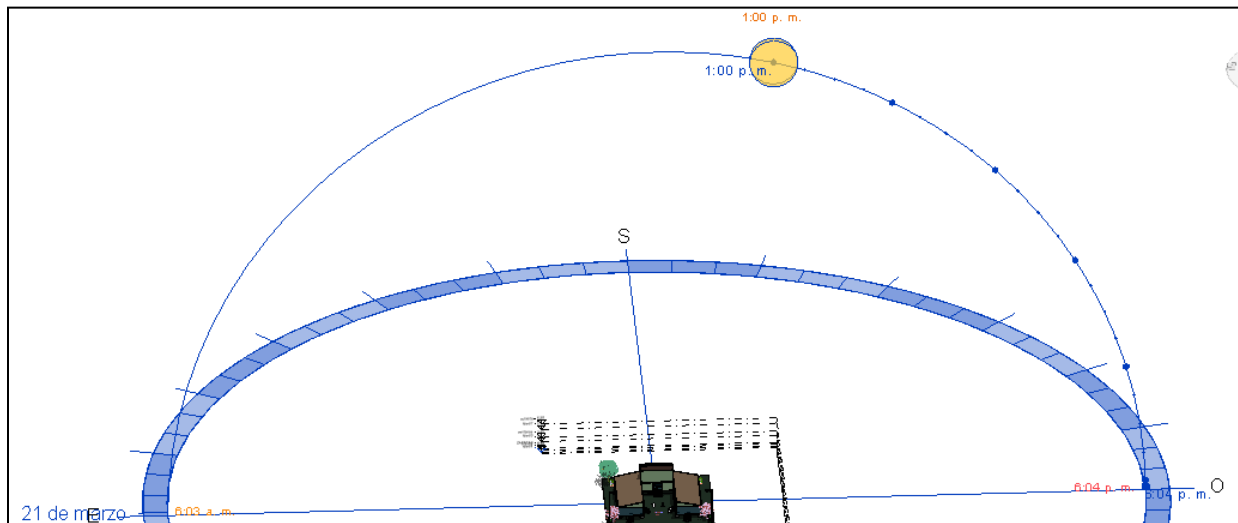 1:00 p. m.
1:00 p. m.
S
6:04 p. m.
6:04 p. m.
O
21 de marzo
E
6:03 a. m.